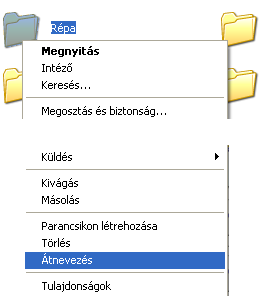 Répa
Megnyitás
Intéző
Keresés...
Megosztás és biztonság...
Küldés
Kivágás
Másolás
Parancsikon létrehozása
Törlés
Átnevezés
Tulajdonságok